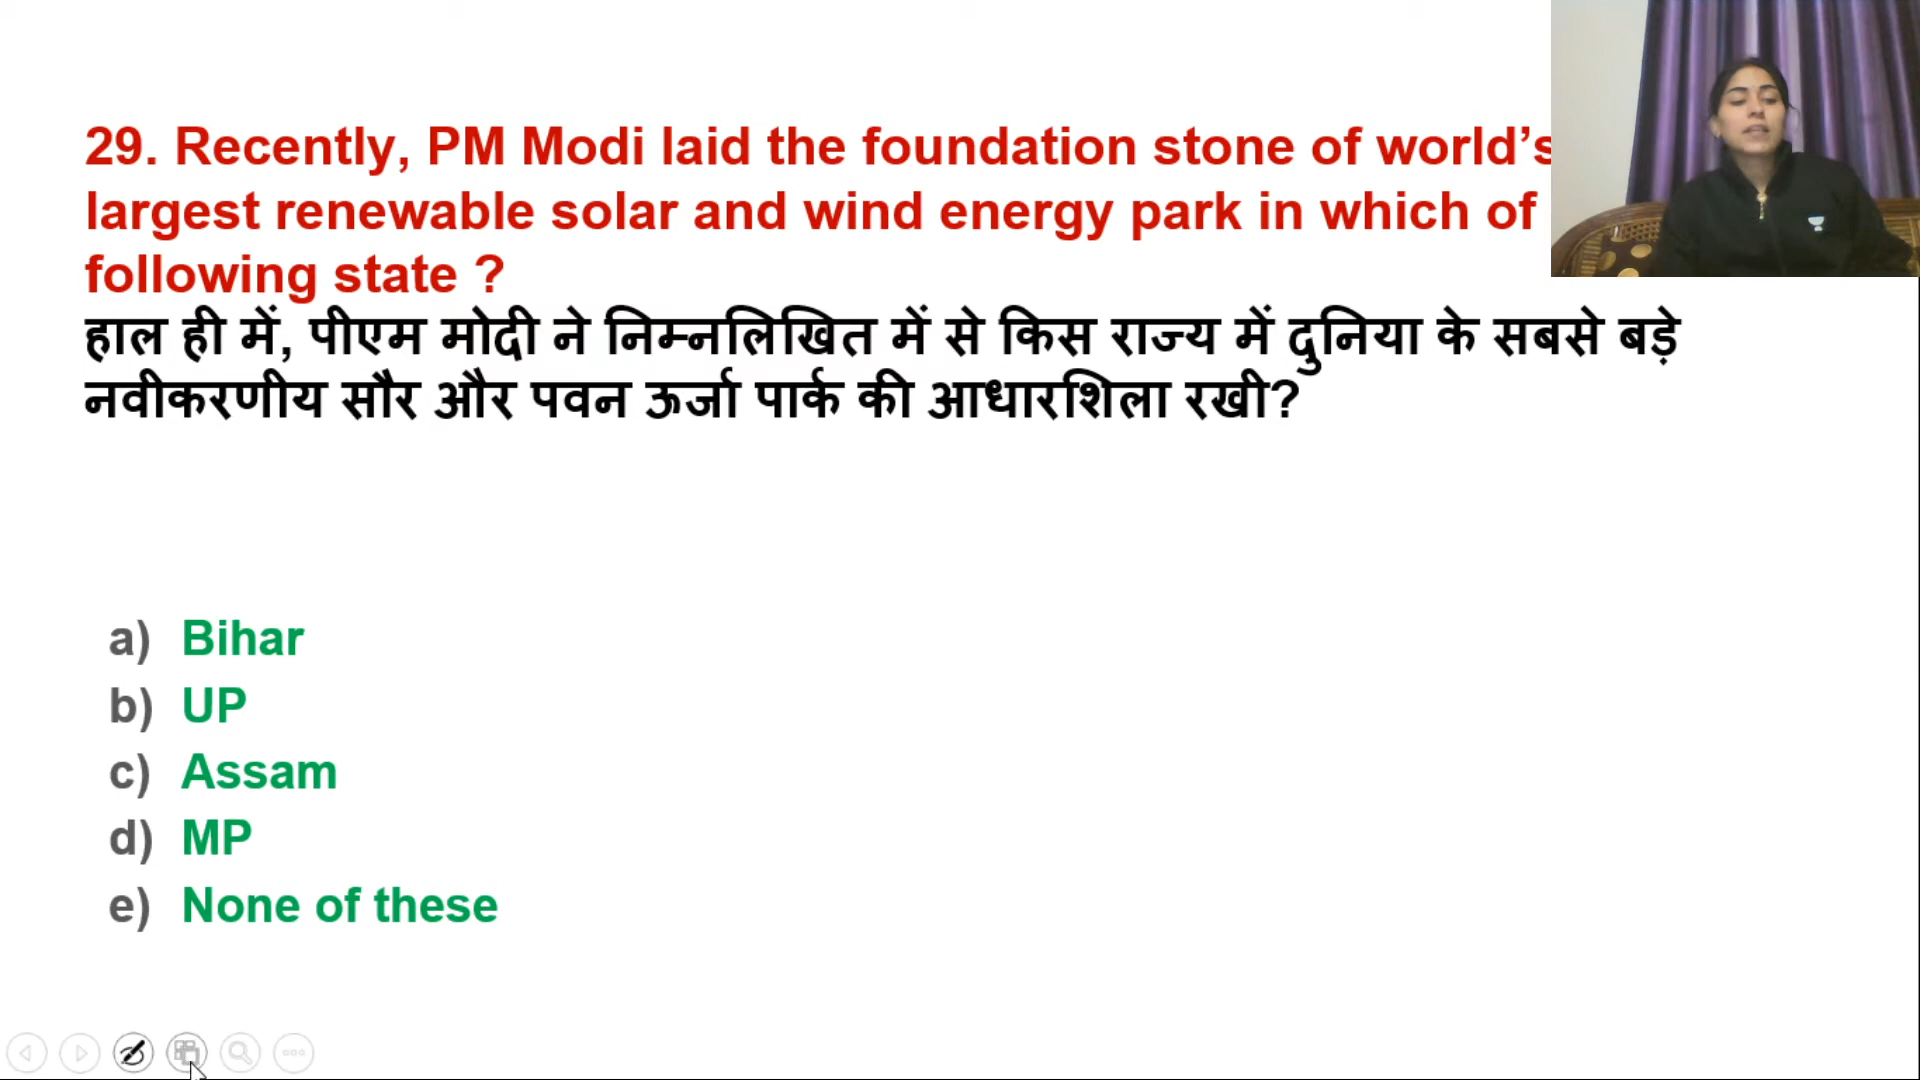 29. Recently, PM Modi laid the foundation stone of world’s
largest renewable solar and wind energy park in which of
following state ?
हाल ही में, पीएम मोदी ने निम्नलिखित में से किस राज्य में दुनिया के सबसे बड़े
नवीकरणीय सौर और पवन ऊर्जा पार्क की आधारशिला रखी?
a) Bihar
b) UP
c) Assam
d) MP
e) None of these